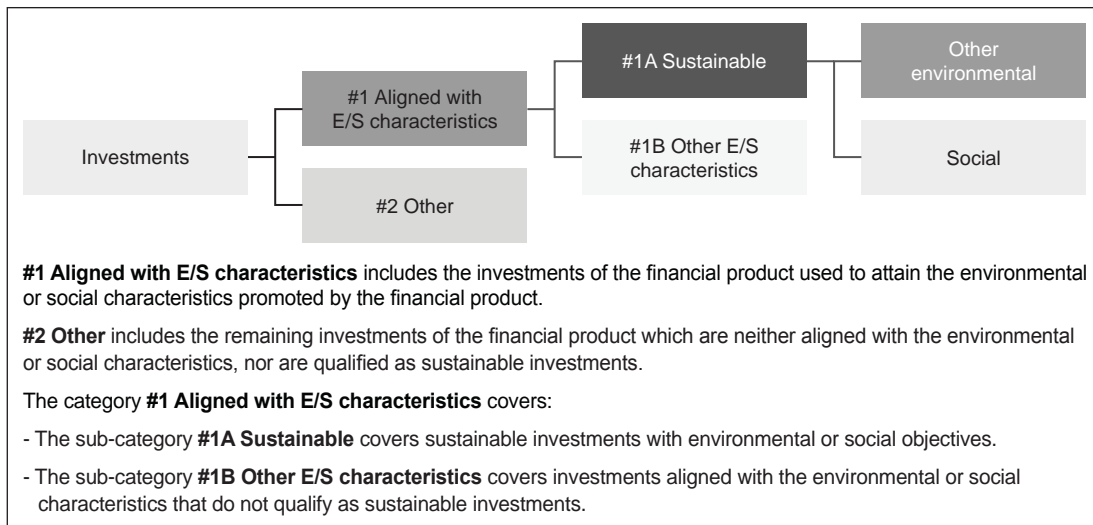 Investments
#1 Aligned with
E/S characteristics
#2 Other
#1A Sustainable
#1B Other E/S
characteristics
Other
environmental
Social
#1 Aligned with E/S characteristics includes the investments of the financial product used to attain the environmental
or social characteristics promoted by the financial product.
#2 Other includes the remaining investments of the financial product which are neither aligned with the environmental
or social characteristics, nor are qualified as sustainable investments.
The category #1 Aligned with E/S characteristics covers:
- The sub-category #1A Sustainable covers sustainable investments with environmental or social objectives.
- The sub-category #1B Other E/S characteristics covers investments aligned with the environmental or social
characteristics that do not qualify as sustainable investments.